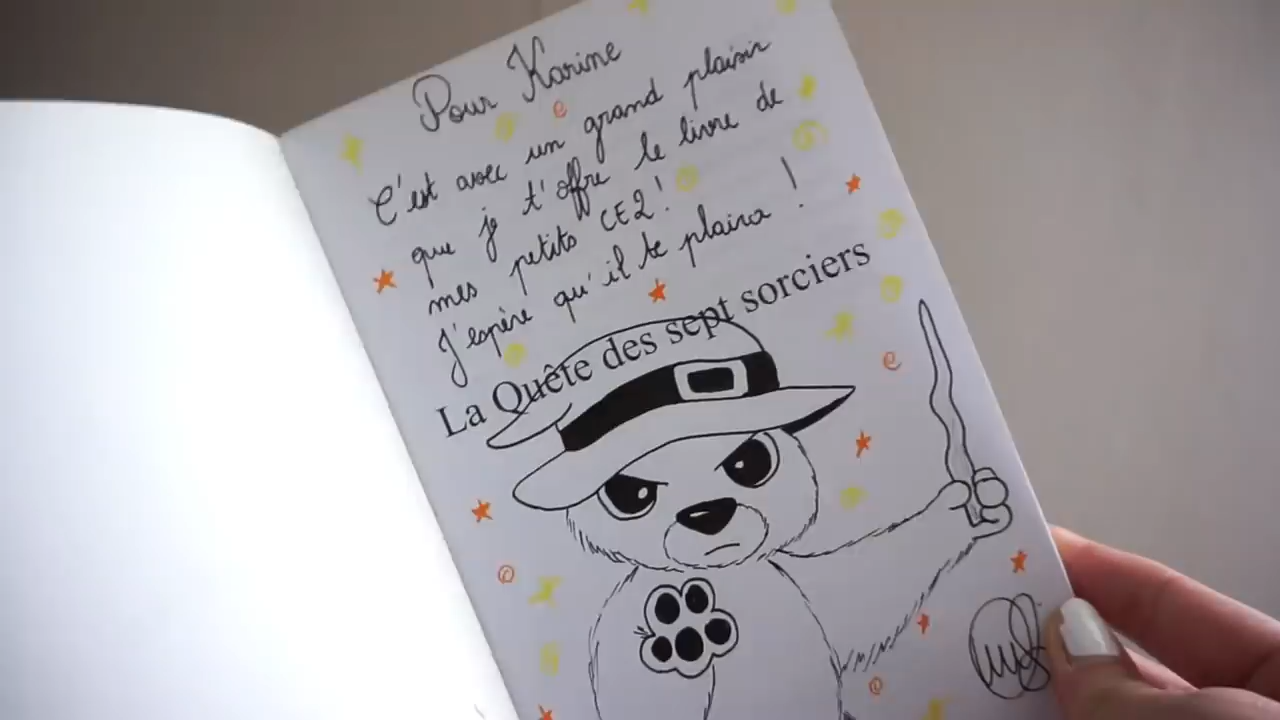 Pour Karine
C'est avec un grand plaisir
que je t'offre le livre de
mes petits CE2 !
J'espère qu'il te plaira !
La Quête des sept sorciers